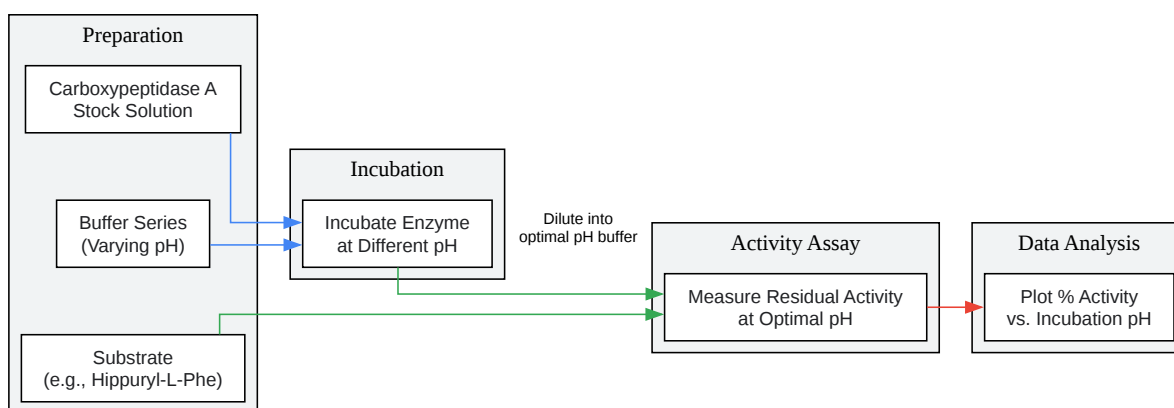 Preparation
Carboxypeptidase A
Stock Solution
Buffer Series
(Varying pH)
Substrate
(e.g., Hippuryl-L-Phe)
Incubation
Incubate Enzyme
at Different pH
Dilute into
optimal pH buffer
Activity Assay
Measure Residual Activity
at Optimal pH
Data Analysis
Plot % Activity
vs. Incubation pH